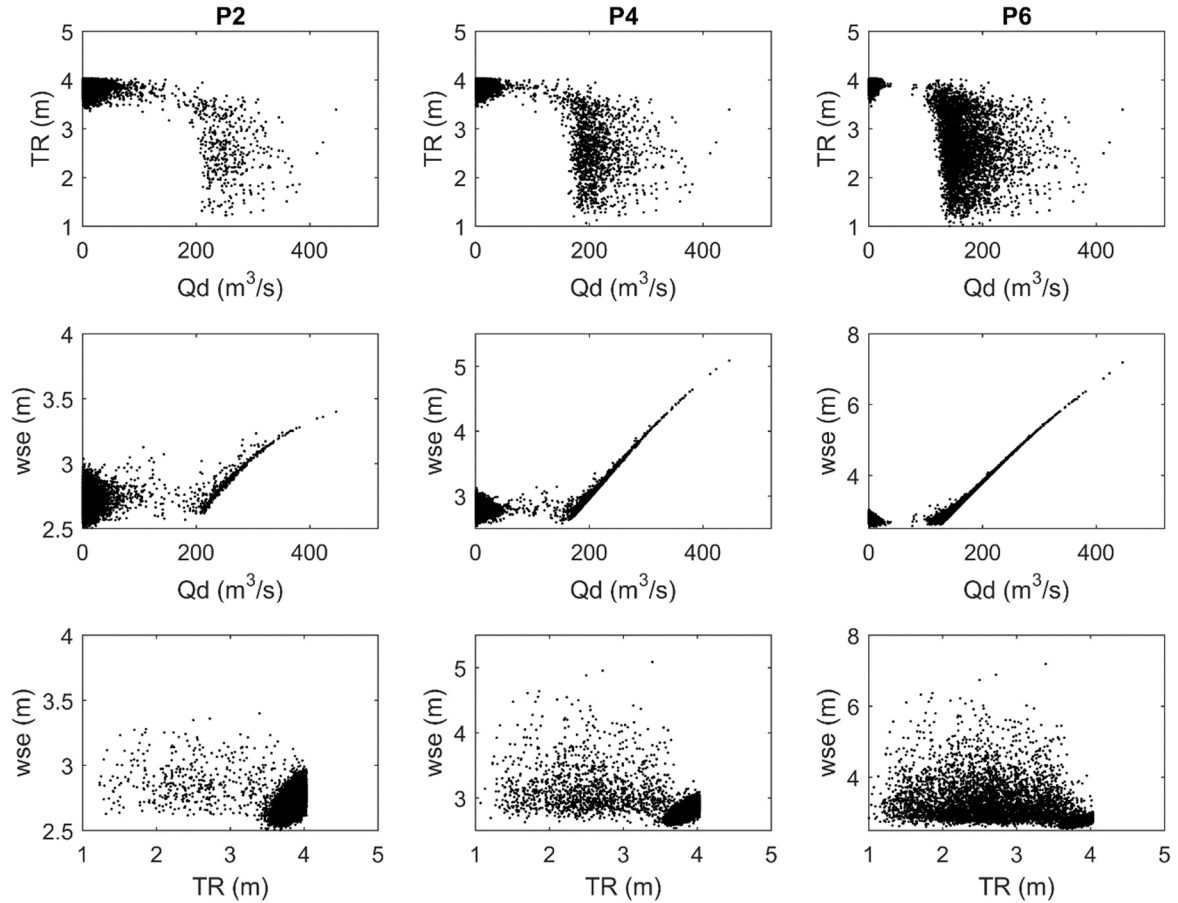 P2 P4 P6
5 5 5
4 4 4
3 3 3
2 2 2
1 1 1
TR (m) TR (m) TR (m)
0 200 400 0 200 400 0 200 400
Qd (m³/s) Qd (m³/s) Qd (m³/s)
4 5 8
3.5 4 6
3 3 4
2.5
wse (m) wse (m) wse (m)
0 200 400 0 200 400 0 200 400
Qd (m³/s) Qd (m³/s) Qd (m³/s)
4 5 8
3.5 4 6
3 3 4
2.5
wse (m) wse (m) wse (m)
1 2 3 4 5 1 2 3 4 5 1 2 3 4 5
TR (m) TR (m) TR (m)